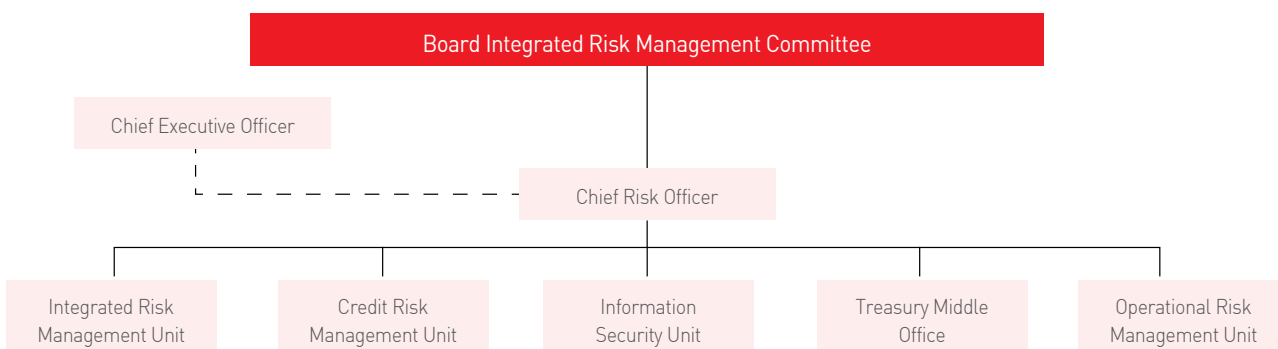 Board Integrated Risk Management Committee
Chief Executive Officer
Chief Risk Officer
Integrated Risk
Management Unit
Credit Risk
Management Unit
Information
Security Unit
Treasury Middle
Office
Operational Risk
Management Unit